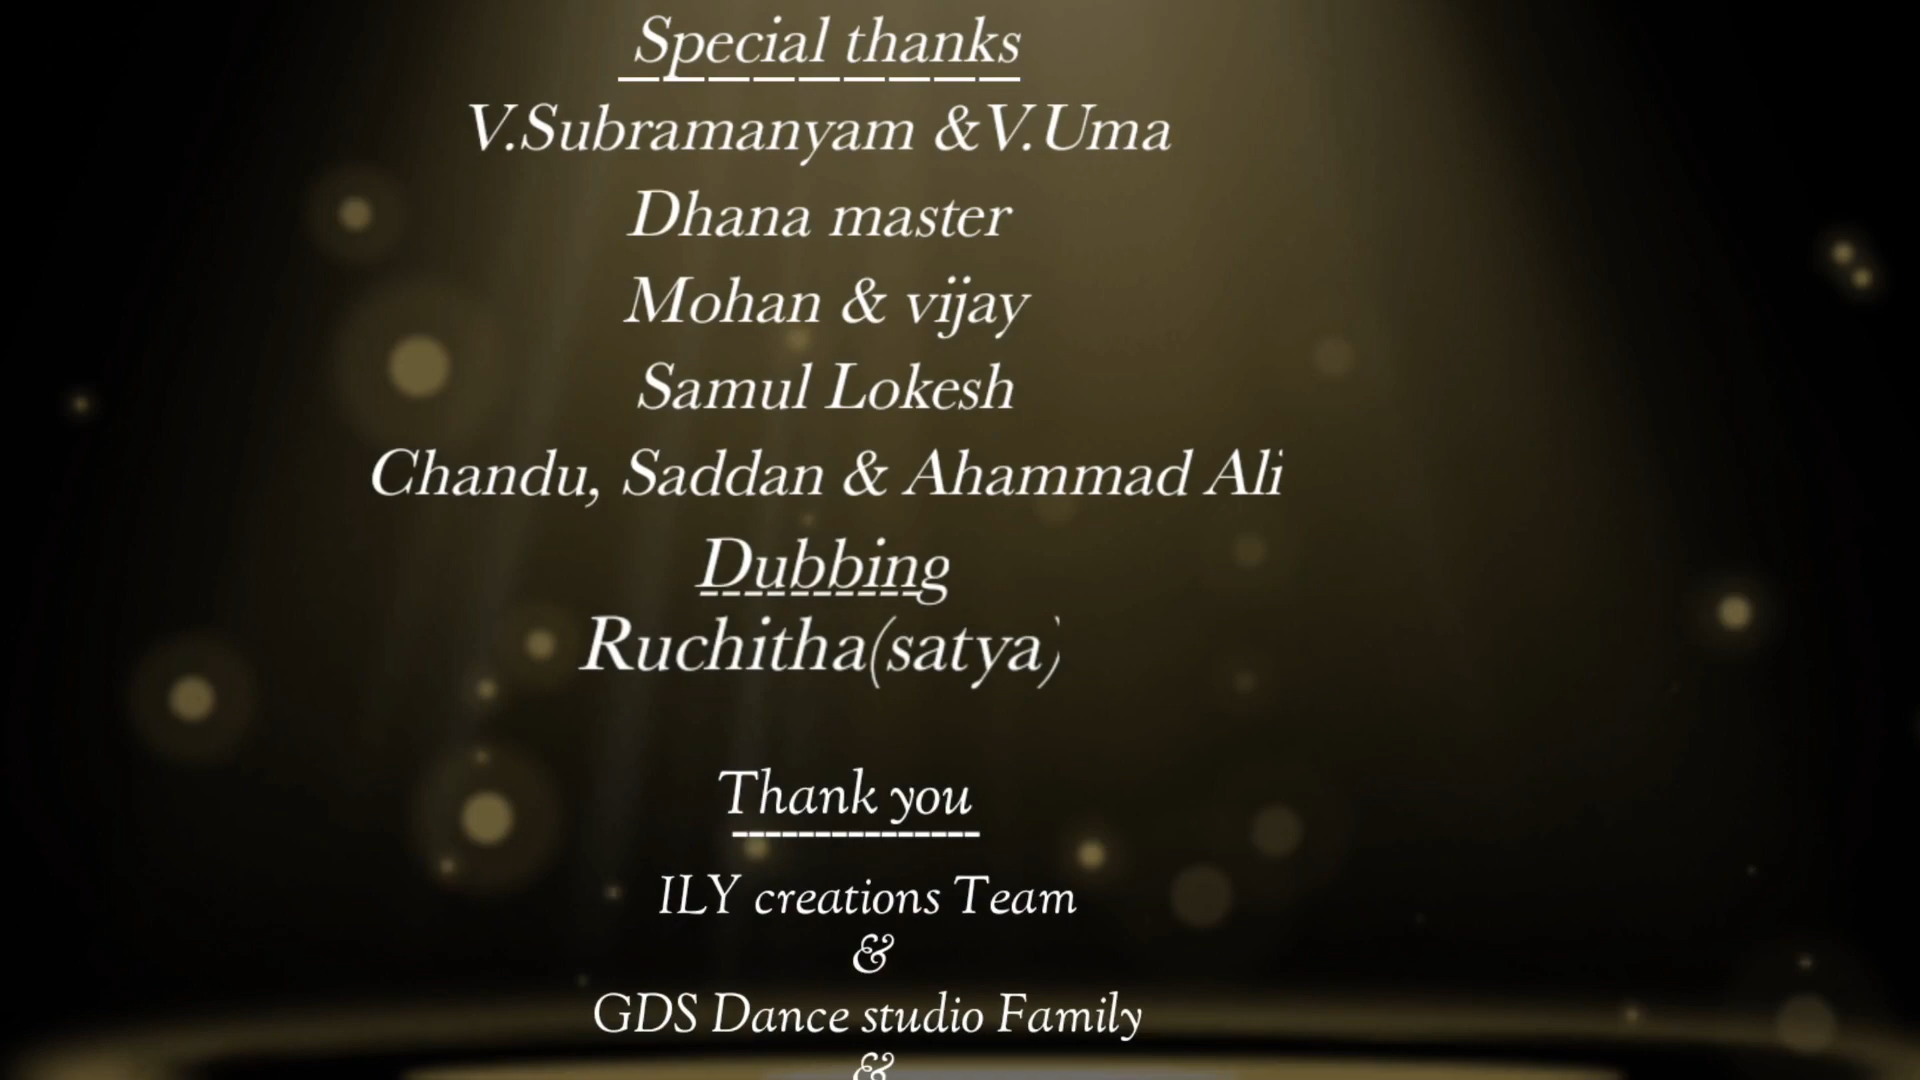 Special thanks
V.Subramanyam &V.Uma
Dhana master
Mohan & vijay
Samul Lokesh
Chandu, Saddan & Ahammad Ali
Dubbing
Ruchitha(satya)
Thank you
ILY creations Team
&
GDS Dance studio Family
&